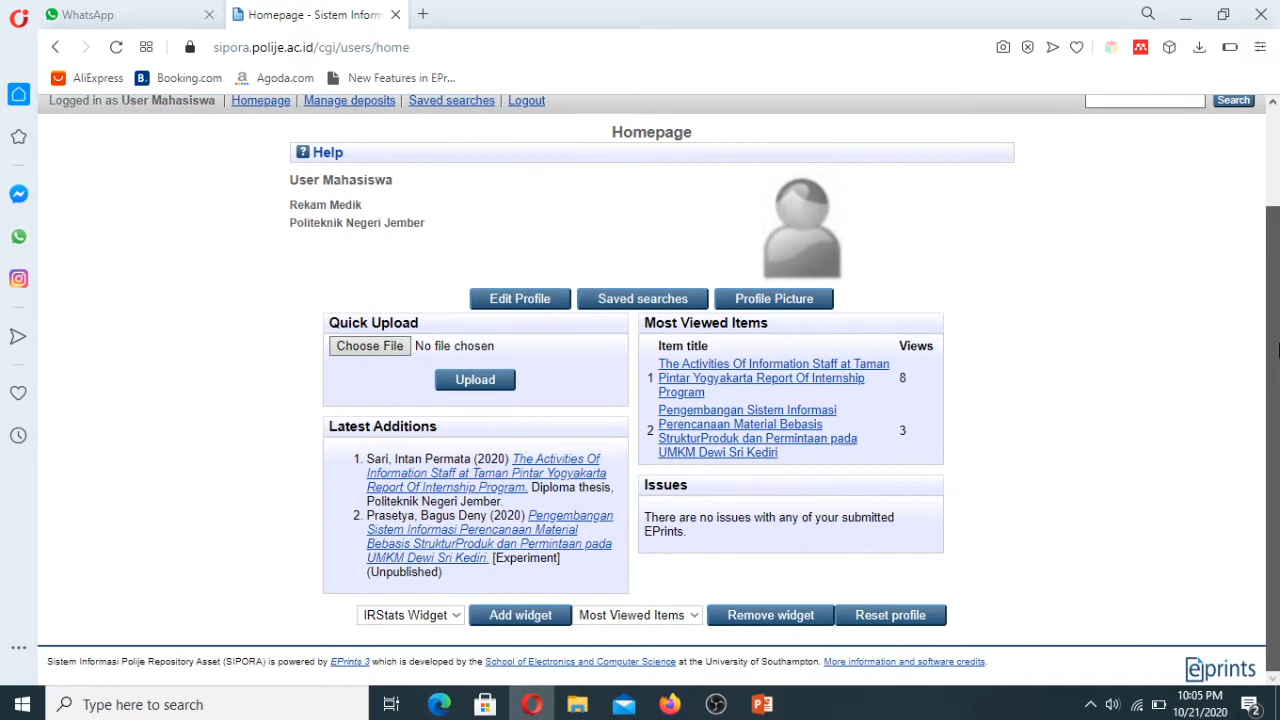 WhatsApp
Homepage - Sistem Inform
sipora.polije.ac.id/cgi/users/home
AliExpress
B. Booking.com
a Agoda.com
New Features in EPr...
Logged in as User Mahasiswa | Homepage | Manage deposits | Saved searches | Logout
Search
Homepage
? Help
User Mahasiswa
Rekam Medik
Politeknik Negeri Jember
Edit Profile
Saved searches
Profile Picture
Quick Upload
Choose File No file chosen
Upload
Latest Additions
1. Sari, Intan Permata (2020) The Activities Of
Information Staff at Taman Pintar Yogyakarta
Report Of Internship Program. Diploma thesis,
Politeknik Negeri Jember.
2. Prasetya, Bagus Deny (2020) Pengembangan
Sistem Informasi Perencanaan Material
Bebasis StrukturProduk dan Permintaan pada
UMKM Dewi Sri Kediri. [Experiment]
(Unpublished)
Most Viewed Items
Item title Views
The Activities Of Information Staff at Taman
1 Pintar Yogyakarta Report Of Internship 8
Program
Pengembangan Sistem Informasi
2 Perencanaan Material Bebasis 3
StrukturProduk dan Permintaan pada
UMKM Dewi Sri Kediri
Issues
There are no issues with any of your submitted
EPrints.
IRStats Widget
Add widget
Most Viewed Items
Remove widget
Reset profile
Sistem Informasi Polije Repository Asset (SIPORA) is powered by EPrints 3 which is developed by the School of Electronics and Computer Science at the University of Southampton. More information and software credits.
eprints
Type here to search
10:05 PM
10/21/2020
2